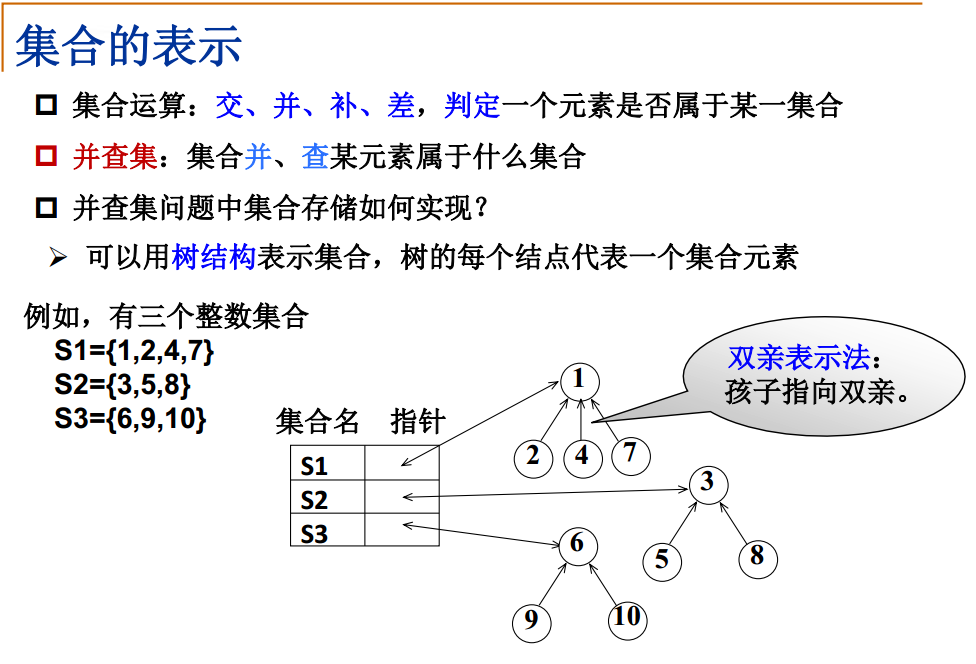 集合的表示
集合运算：交、并、补、差，判定一个元素是否属于某一集合
并查集：集合并、查某元素属于什么集合
并查集问题中集合存储如何实现？
可以用树结构表示集合，树的每个结点代表一个集合元素
例如，有三个整数集合
S1={1,2,4,7}
S2={3,5,8}
S3={6,9,10}
双亲表示法：
孩子指向双亲。
集合名 指针
S1
S2
S3
1
2 4 7
3
5 8
6
9 10